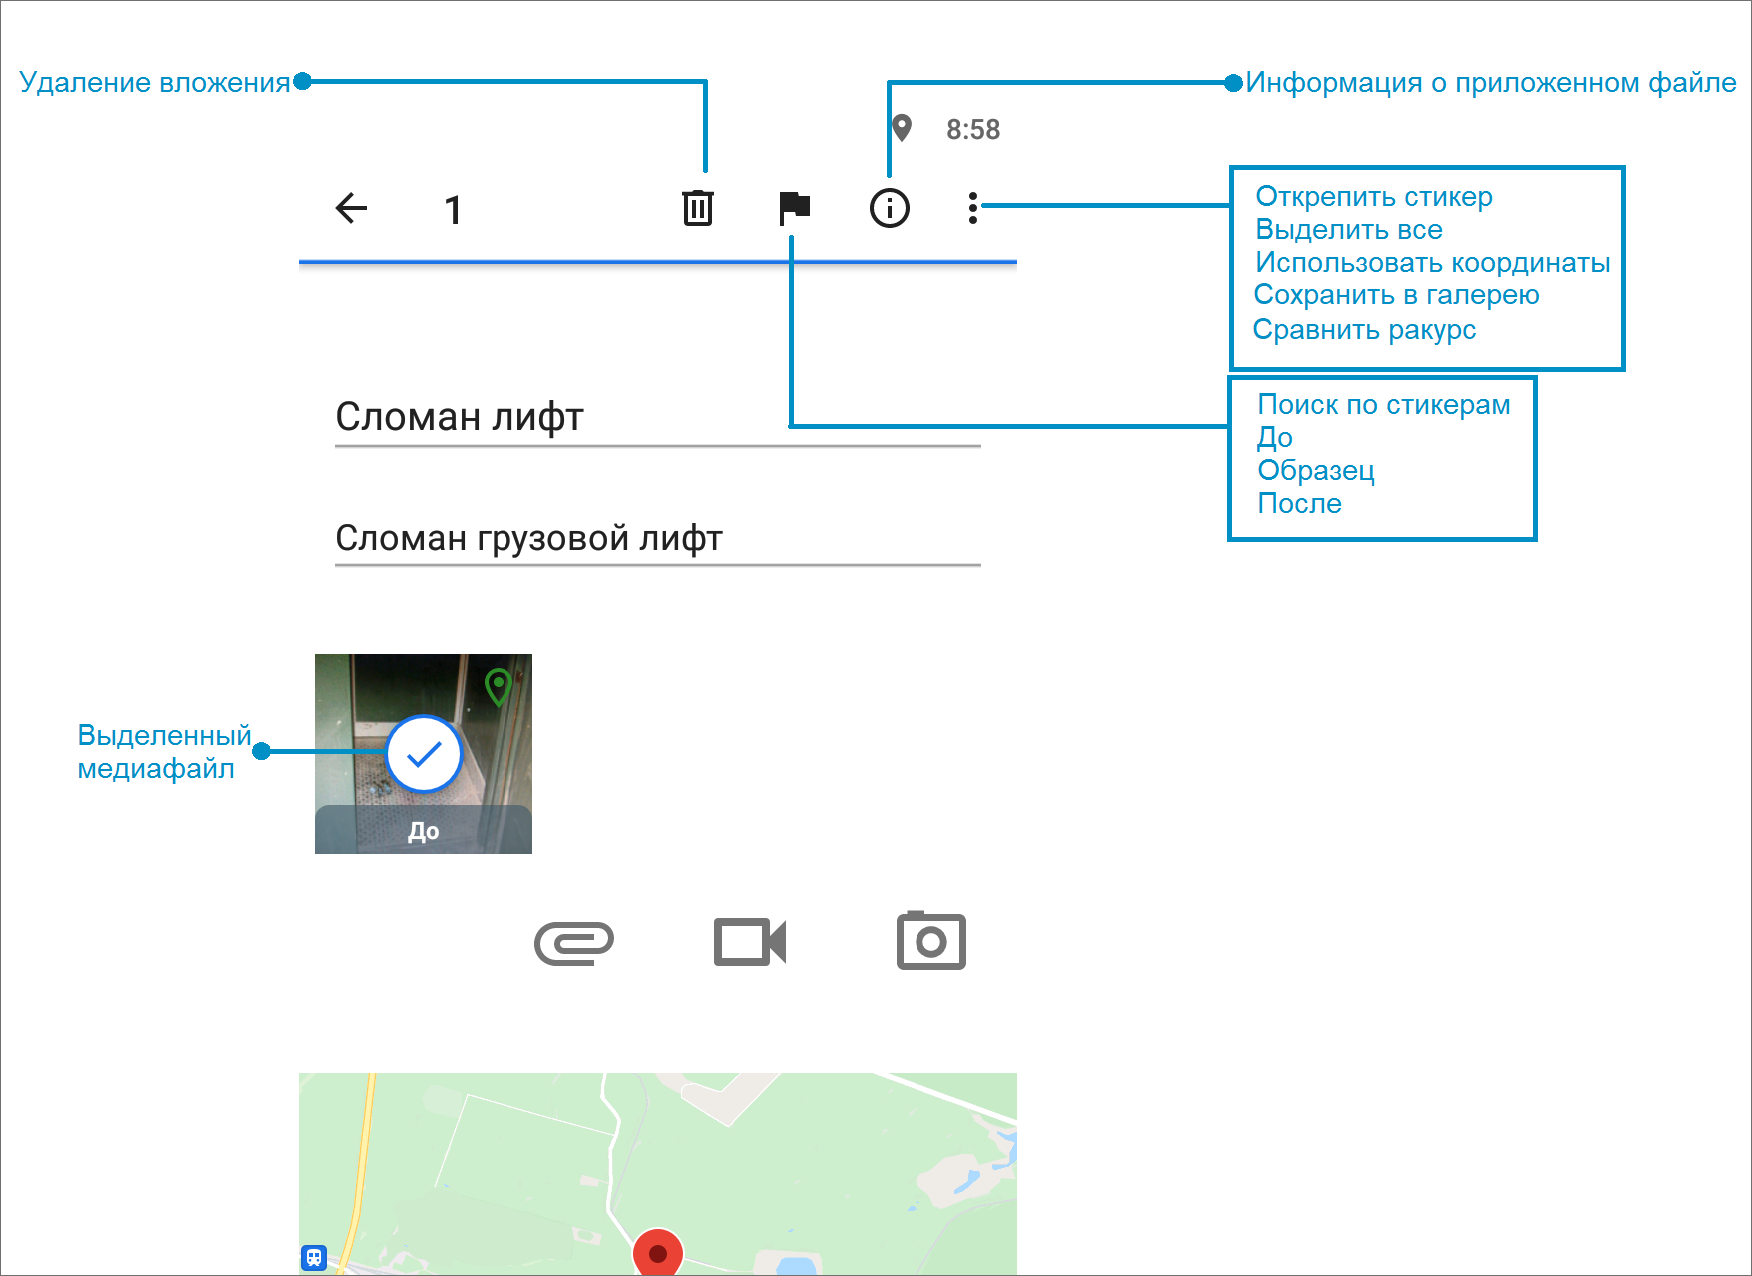 Удаление вложения
Информация о приложенном файле
8:58
1
Открепить стикер
Выделить все
Использовать координаты
Сохранить в галерею
Сравнить ракурс
Поиск по стикерам
До
Образец
После
Сломан лифт
Сломан грузовой лифт
Выделенный
медиафайл
До